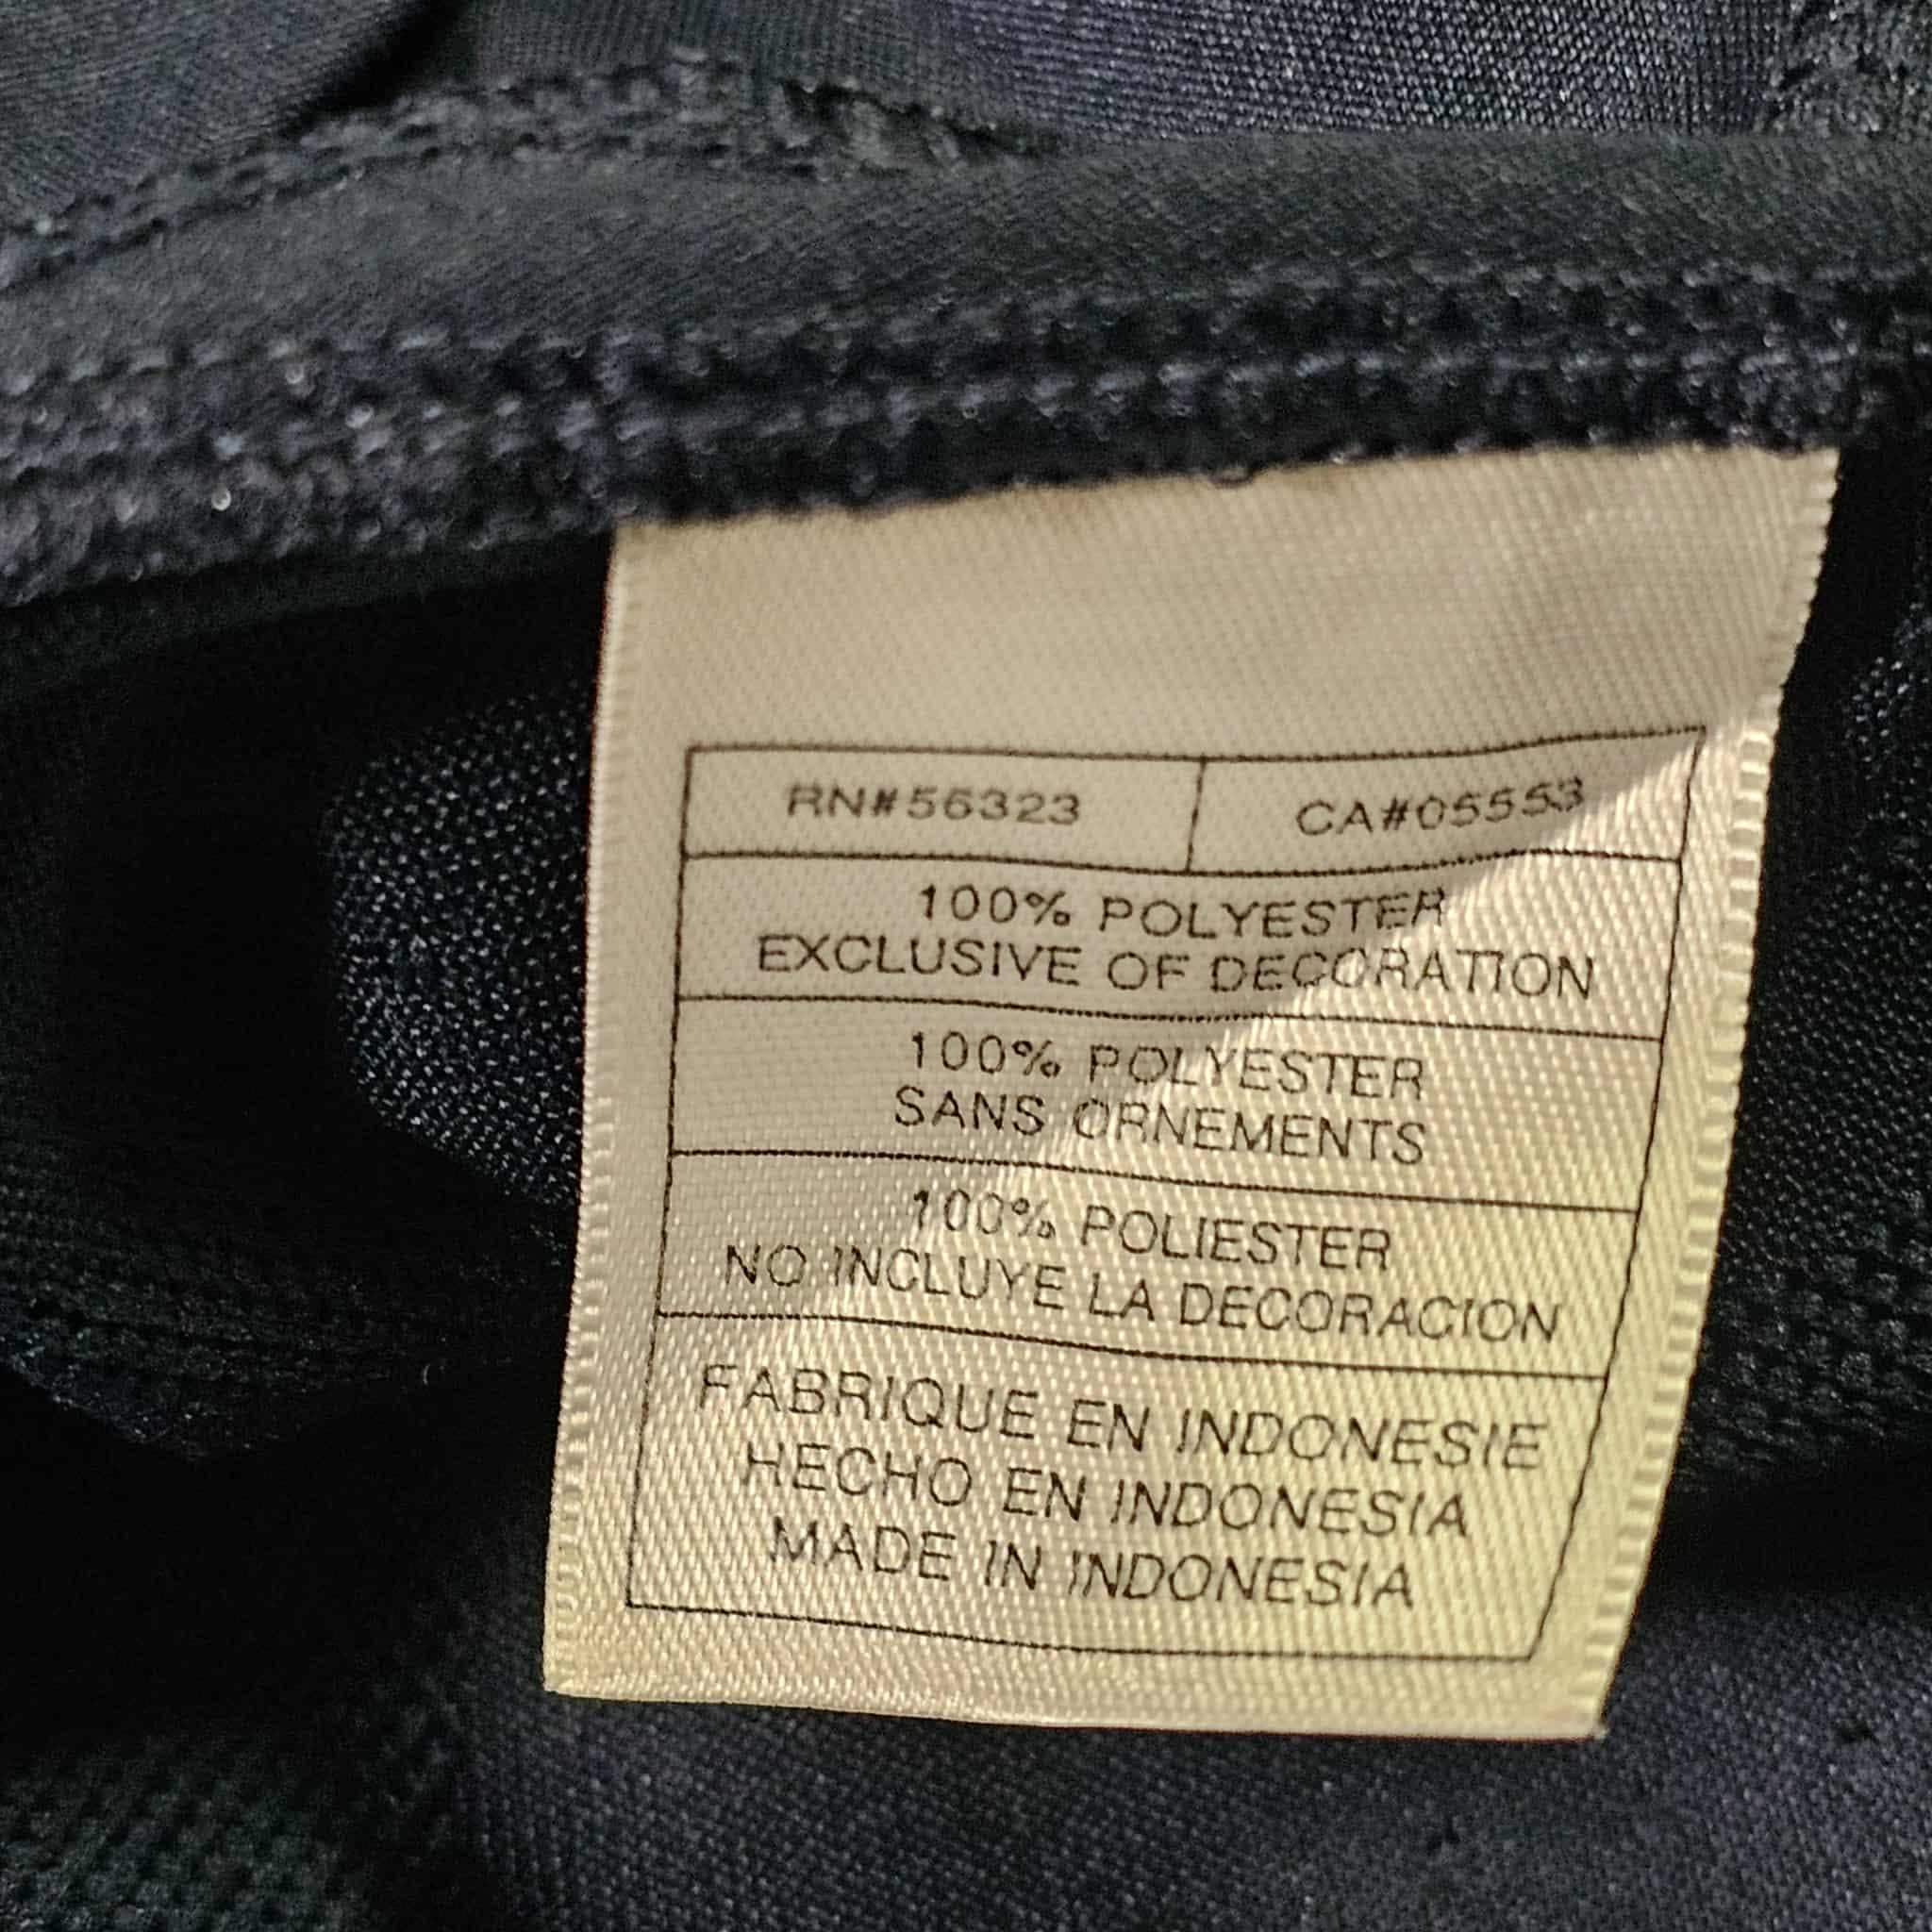 RN#56323 CA#05553
100% POLYESTER
EXCLUSIVE OF DECORATION
100% POLYESTER
SANS ORNEMENTS
100% POLIESTER
NO INCLUYE LA DECORACION
FABRIQUE EN INDONESIE
HECHO EN INDONESIA
MADE IN INDONESIA